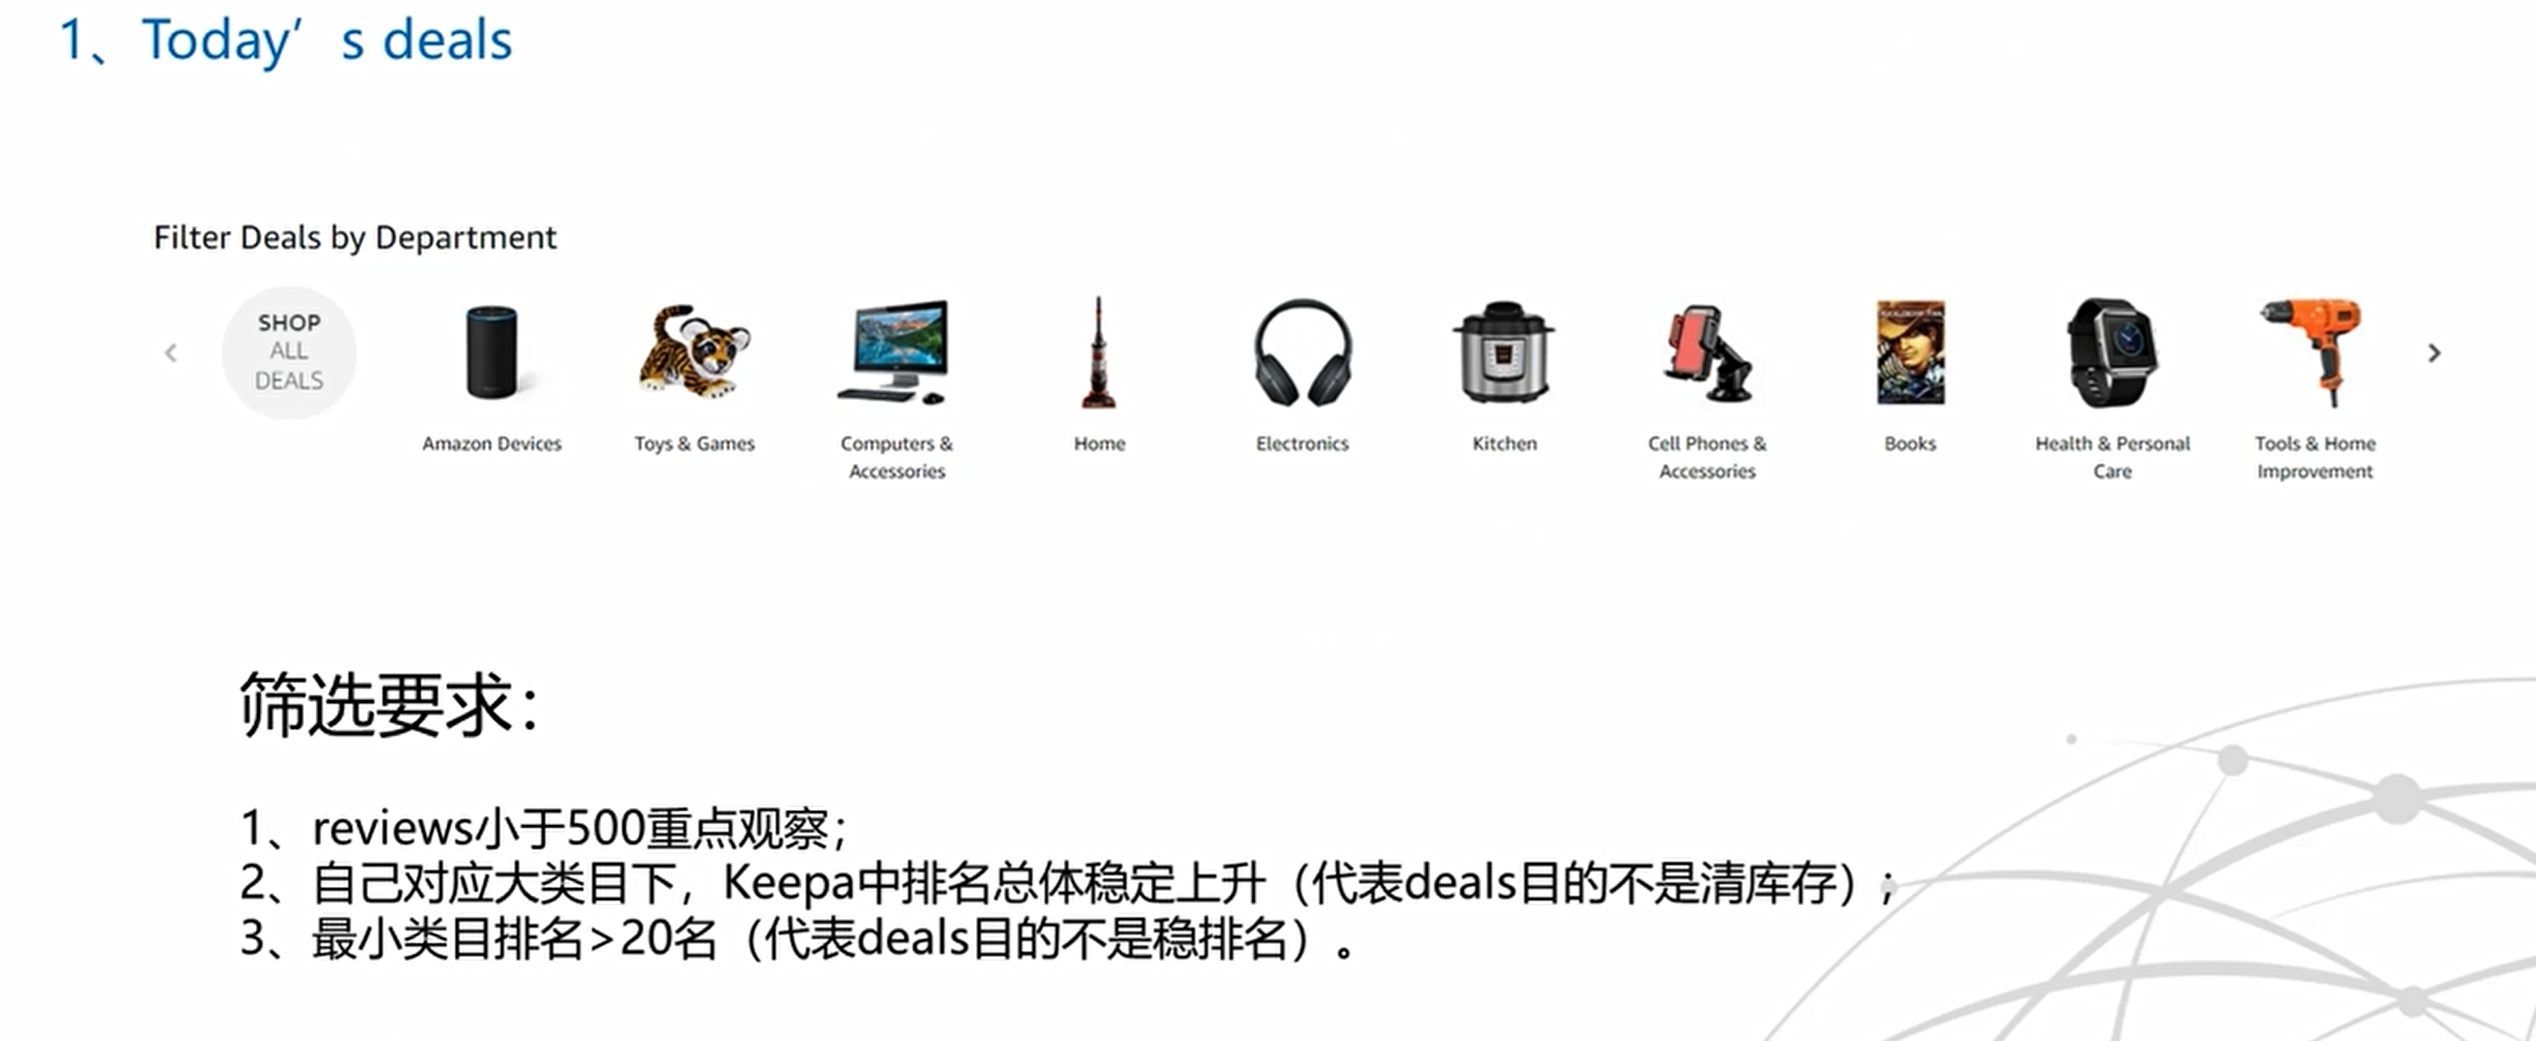 1、Today’s deals
Filter Deals by Department
SHOP
ALL
DEALS
Amazon Devices
Toys & Games
Computers &
Accessories
Home
Electronics
Kitchen
Cell Phones &
Accessories
Books
Health & Personal
Care
Tools & Home
Improvement
筛选要求：
1、reviews小于500重点观察；
2、自己对应大类目下，Keepa中排名总体稳定上升（代表deals目的不是清库存）；
3、最小类目排名>20名（代表deals目的不是稳排名）。